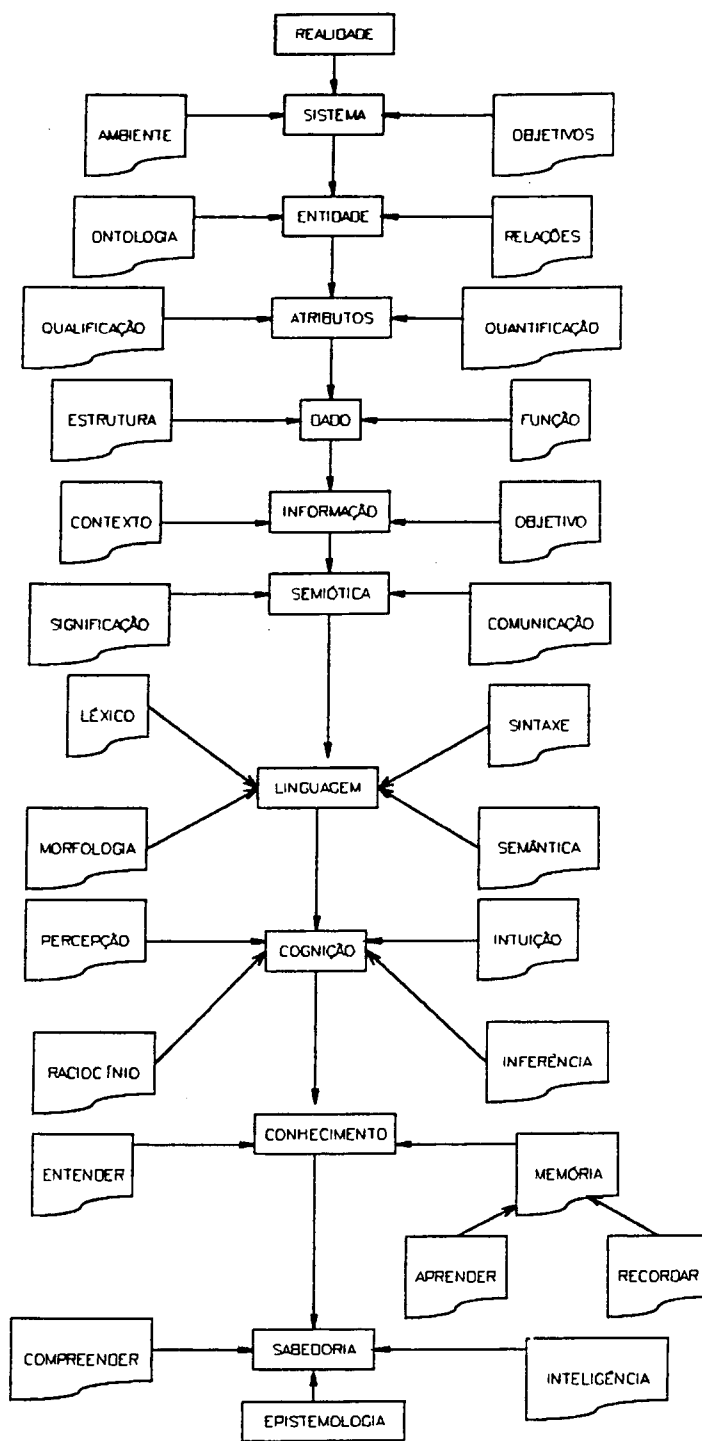 REALIDADE
SISTEMA
AMBIENTE
OBJETIVOS
ENTIDADE
ONTOLOGIA
RELAÇÕES
ATRIBUTOS
QUALIFICAÇÃO
QUANTIFICAÇÃO
ESTRUTURA
DADO
FUNÇÃO
INFORMAÇÃO
CONTEXTO
OBJETIVO
SEMIÓTICA
SIGNIFICAÇÃO
COMUNICAÇÃO
LÉXICO
SINTAXE
LINGUAGEM
MORFOLOGIA
SEMÂNTICA
PERCEPÇÃO
INTUIÇÃO
COGNIÇÃO
RACIOCÍNIO
INFERÊNCIA
CONHECIMENTO
ENTENDER
MEMÓRIA
APRENDER
RECORDAR
SABEDORIA
COMPREENDER
INTELIGÊNCIA
EPISTEMOLOGIA